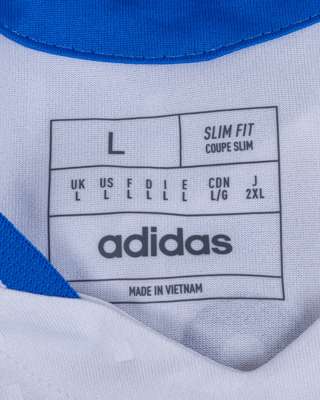 L
SLIM FIT
COUPE SLIM
UK US F D I E CDN J
L L L L L L L/G 2XL
adidas
MADE IN VIETNAM